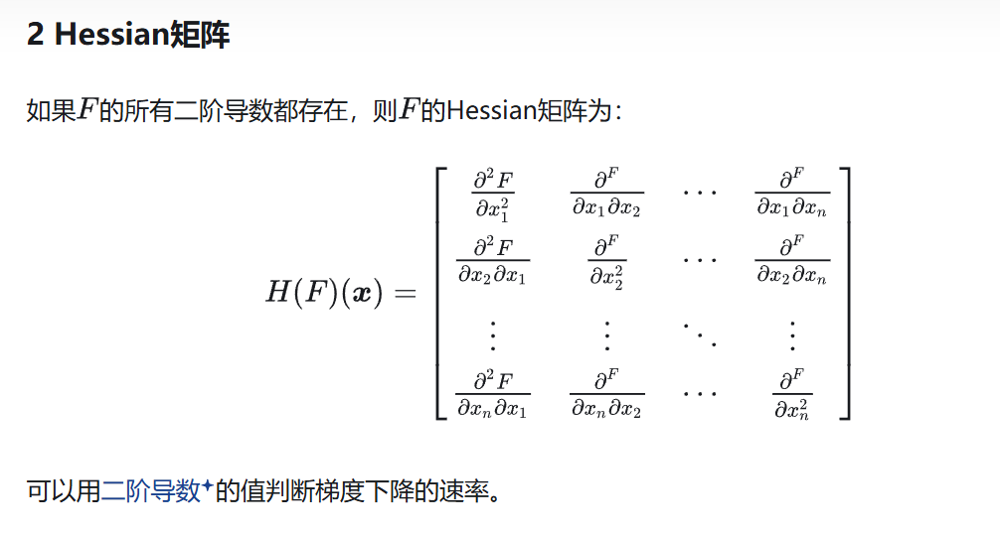 2 Hessian矩阵
如果F的所有二阶导数都存在，则F的Hessian矩阵为：
H(F)(x) = \begin{bmatrix} \frac{\partial^2 F}{\partial x_1^2} & \frac{\partial^F}{\partial x_1 \partial x_2} & \cdots & \frac{\partial^F}{\partial x_1 \partial x_n} \\ \frac{\partial^2 F}{\partial x_2 \partial x_1} & \frac{\partial^F}{\partial x_2^2} & \cdots & \frac{\partial^F}{\partial x_2 \partial x_n} \\ \vdots & \vdots & \ddots & \vdots \\ \frac{\partial^2 F}{\partial x_n \partial x_1} & \frac{\partial^F}{\partial x_n \partial x_2} & \cdots & \frac{\partial^F}{\partial x_n^2} \end{bmatrix}
可以用二阶导数的值判断梯度下降的速率。